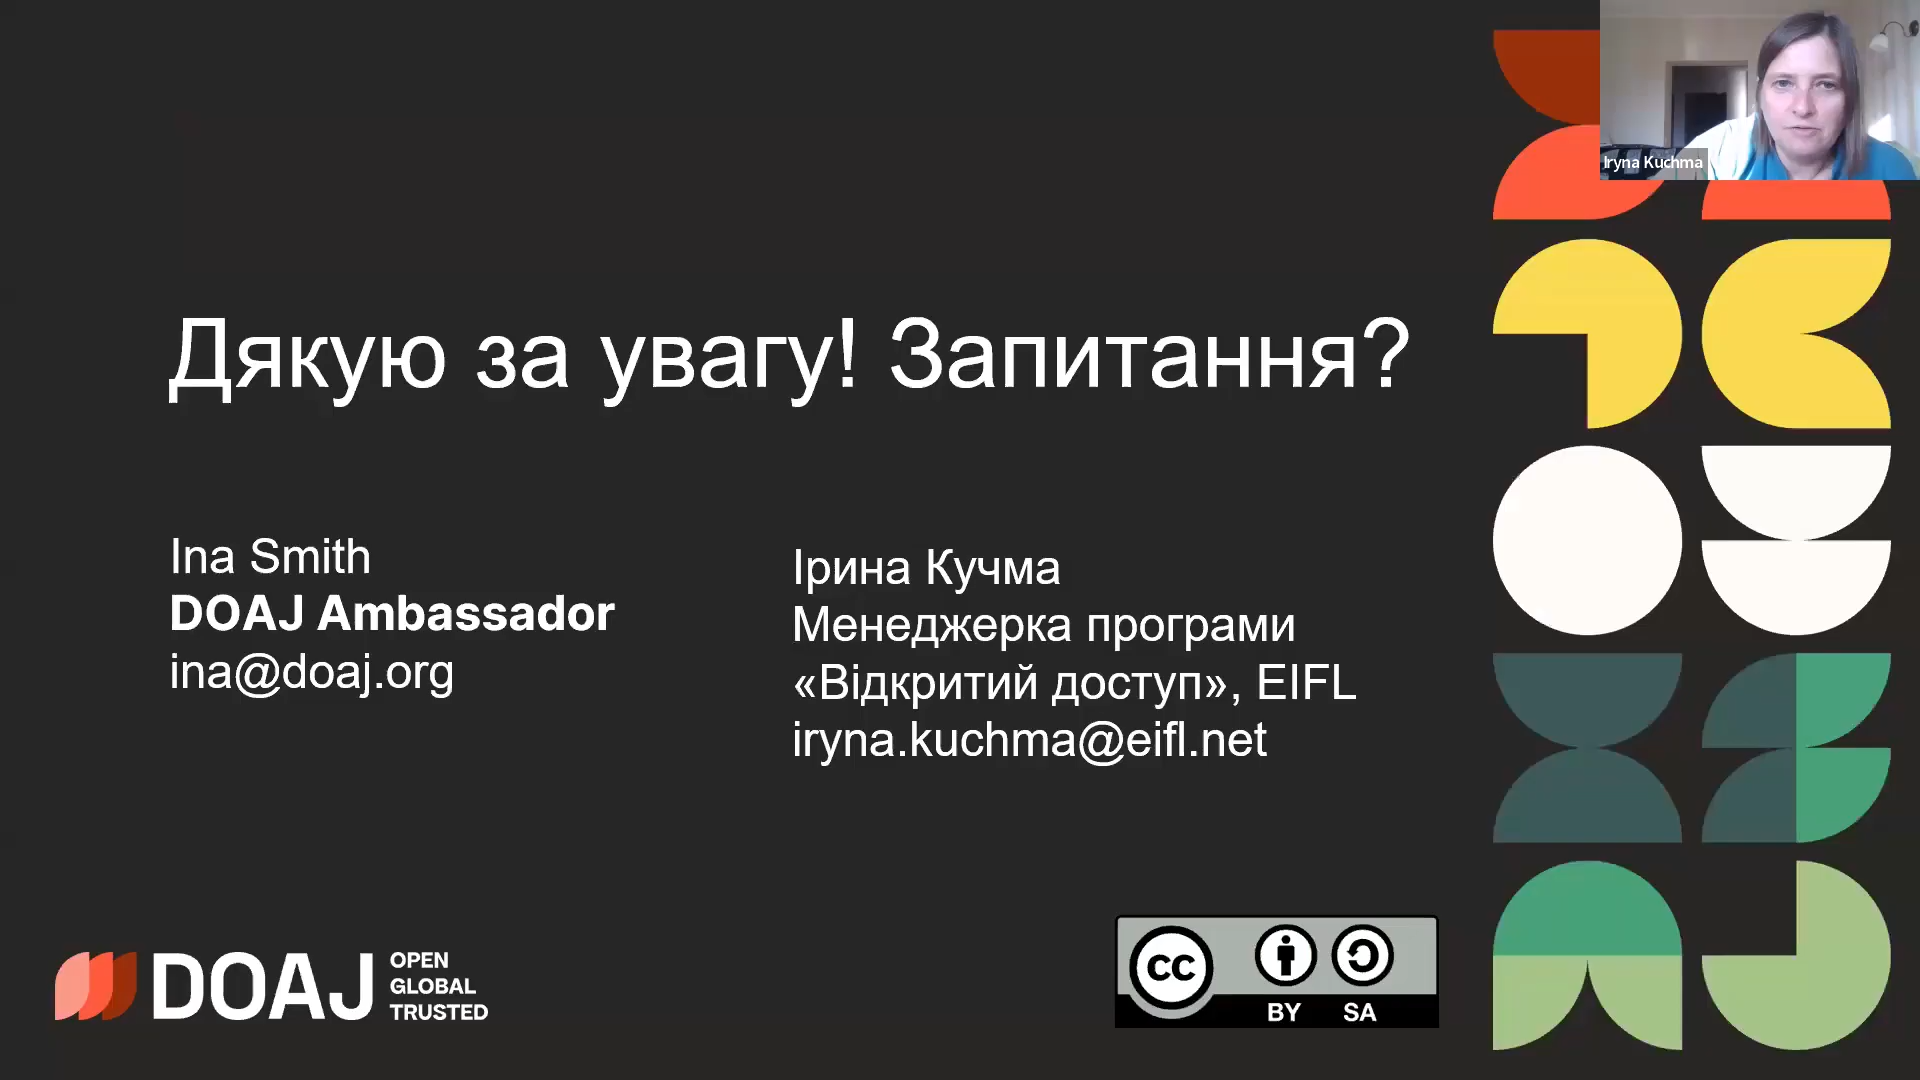 Iryna Kuchma
Дякую за увагу! Запитання?
Ina Smith
DOAJ Ambassador
ina@doaj.org
Ірина Кучма
Менеджерка програми
«Відкритий доступ», EIFL
iryna.kuchma@eifl.net
DOAJ
OPEN
GLOBAL
TRUSTED
CC
BY SA